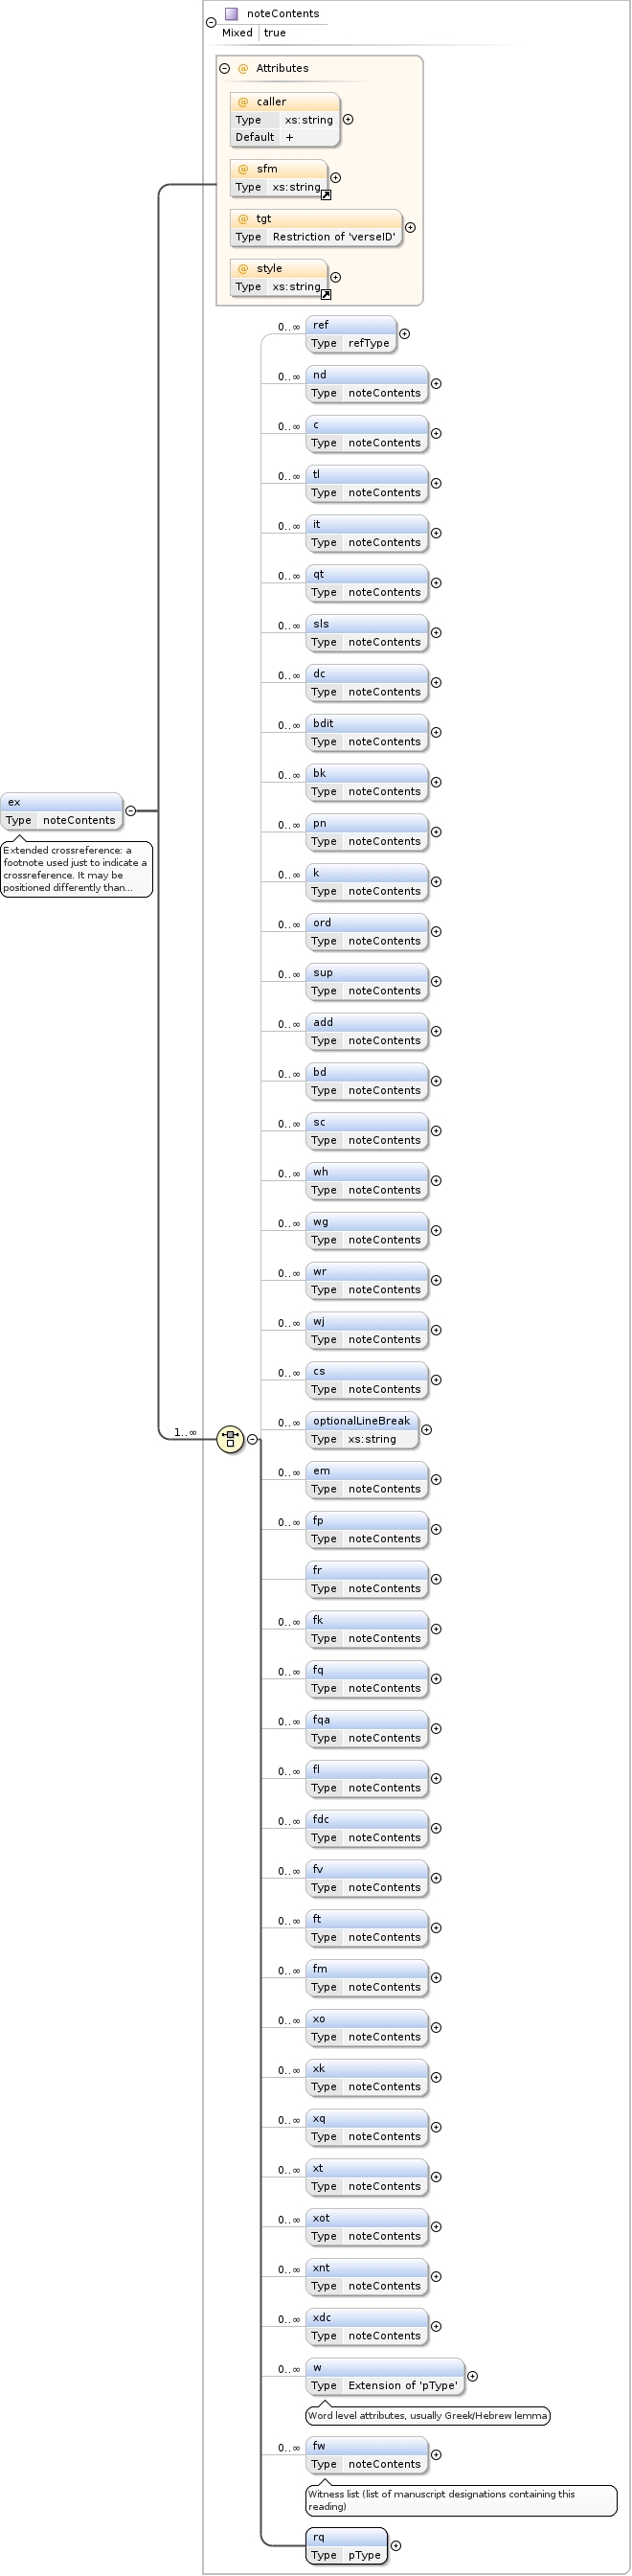 noteContents
Mixed true
@ Attributes
@ caller
Type xs:string
Default +
@ sfm
Type xs:string
@ tgt
Type Restriction of 'verseID'
@ style
Type xs:string
0..∞ ref
Type refType
0..∞ nd
Type noteContents
0..∞ c
Type noteContents
0..∞ tl
Type noteContents
0..∞ it
Type noteContents
0..∞ qt
Type noteContents
0..∞ sls
Type noteContents
0..∞ dc
Type noteContents
0..∞ bdit
Type noteContents
0..∞ bk
Type noteContents
ex
Type noteContents
Extended crossreference: a
footnote used just to indicate a
crossreference. It may be
positioned differently than...
0..∞ pn
Type noteContents
0..∞ k
Type noteContents
0..∞ ord
Type noteContents
0..∞ sup
Type noteContents
0..∞ add
Type noteContents
0..∞ bd
Type noteContents
0..∞ sc
Type noteContents
0..∞ wh
Type noteContents
0..∞ wg
Type noteContents
0..∞ wr
Type noteContents
0..∞ wj
Type noteContents
0..∞ cs
Type noteContents
1..∞
0..∞ optionalLineBreak
Type xs:string
0..∞ em
Type noteContents
0..∞ fp
Type noteContents
fr
Type noteContents
0..∞ fk
Type noteContents
0..∞ fq
Type noteContents
0..∞ fqa
Type noteContents
0..∞ fl
Type noteContents
0..∞ fdc
Type noteContents
0..∞ fv
Type noteContents
0..∞ ft
Type noteContents
0..∞ fm
Type noteContents
0..∞ xo
Type noteContents
0..∞ xk
Type noteContents
0..∞ xq
Type noteContents
0..∞ xt
Type noteContents
0..∞ xot
Type noteContents
0..∞ xnt
Type noteContents
0..∞ xdc
Type noteContents
0..∞ w
Type Extension of 'pType'
Word level attributes, usually Greek/Hebrew lemma
0..∞ fw
Type noteContents
Witness list (list of manuscript designations containing this
reading)
rq
Type pType